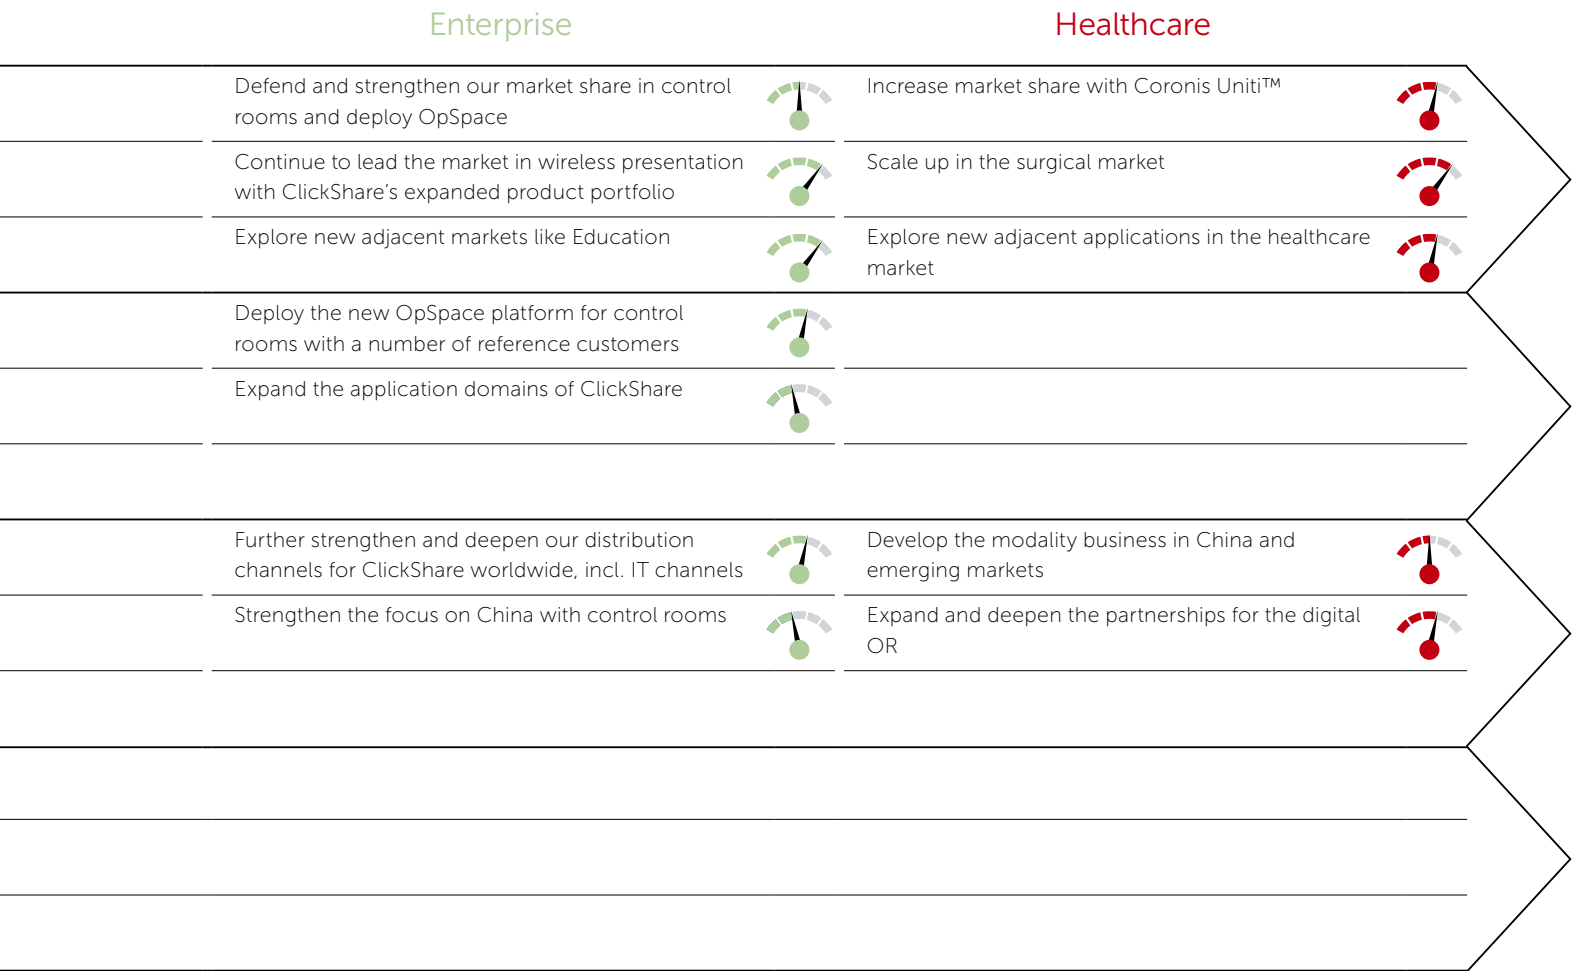 Enterprise
Healthcare
Defend and strengthen our market share in control
rooms and deploy OpSpace
Increase market share with Coronis Uniti™
Continue to lead the market in wireless presentation
with ClickShare’s expanded product portfolio
Scale up in the surgical market
Explore new adjacent markets like Education
Explore new adjacent applications in the healthcare
market
Deploy the new OpSpace platform for control
rooms with a number of reference customers
Expand the application domains of ClickShare
Further strengthen and deepen our distribution
channels for ClickShare worldwide, incl. IT channels
Develop the modality business in China and
emerging markets
Strengthen the focus on China with control rooms
Expand and deepen the partnerships for the digital
OR